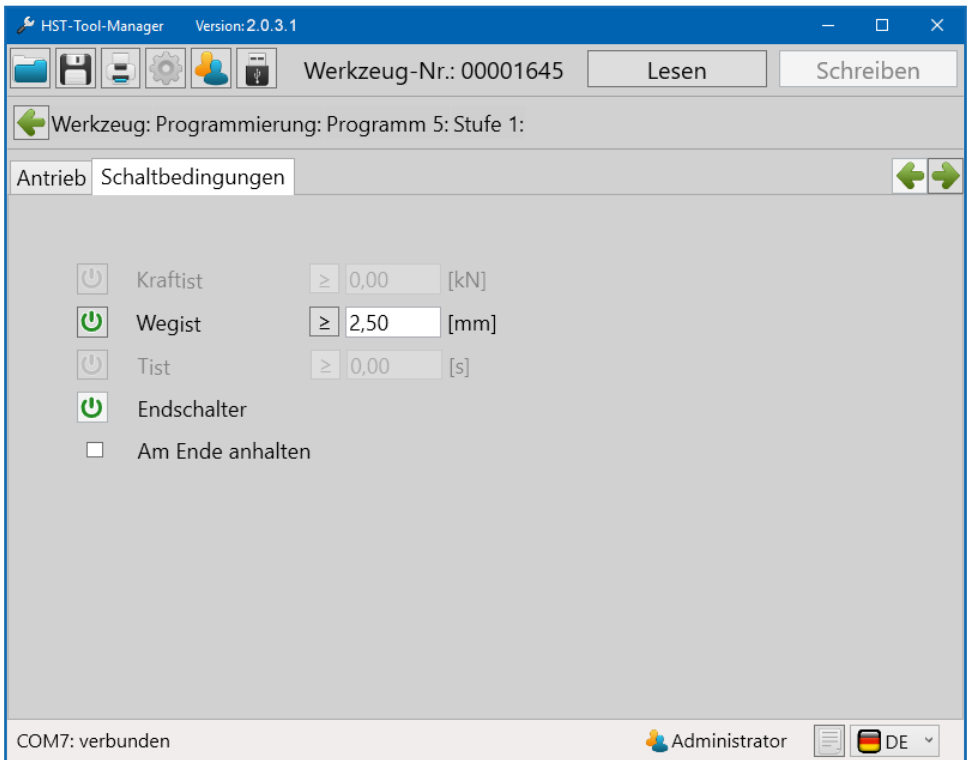 HST-Tool-Manager Version: 2.0.3.1
Werkzeug-Nr.: 00001645 Lesen Schreiben
Werkzeug: Programmierung: Programm 5: Stufe 1:
Antrieb Schaltbedingungen
Kraftist ≥ 0,00 [kN]
Wegist ≥ 2,50 [mm]
Tist ≥ 0,00 [s]
Endschalter
Am Ende anhalten
COM7: verbunden Administrator DE